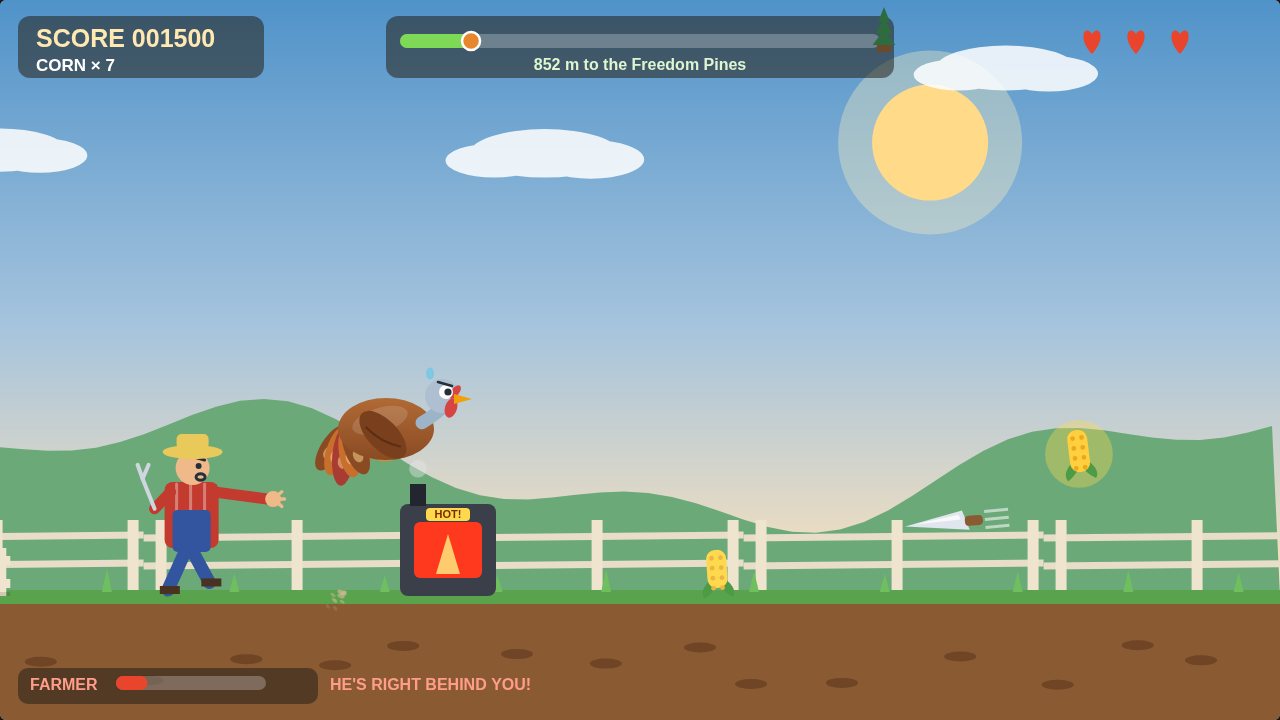 SCORE 001500
CORN × 7
852 m to the Freedom Pines
HOT!
FARMER
HE'S RIGHT BEHIND YOU!